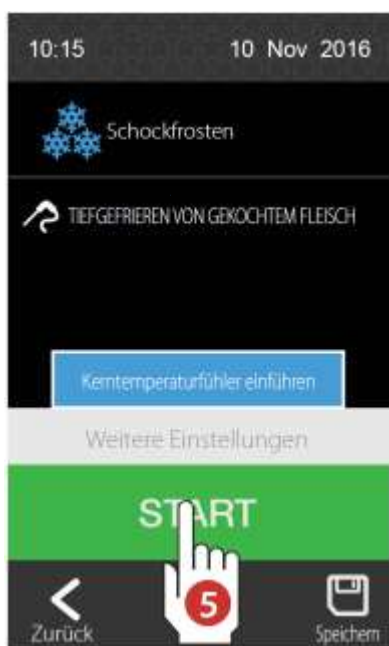 10:15 10 Nov 2016
Schockfrosten
TIEFGEFRIEREN VON GEKOCHTEM FLEISCH
Kerntemperaturfühler einführen
Weitere Einstellungen
START
5
Zurück Speichern